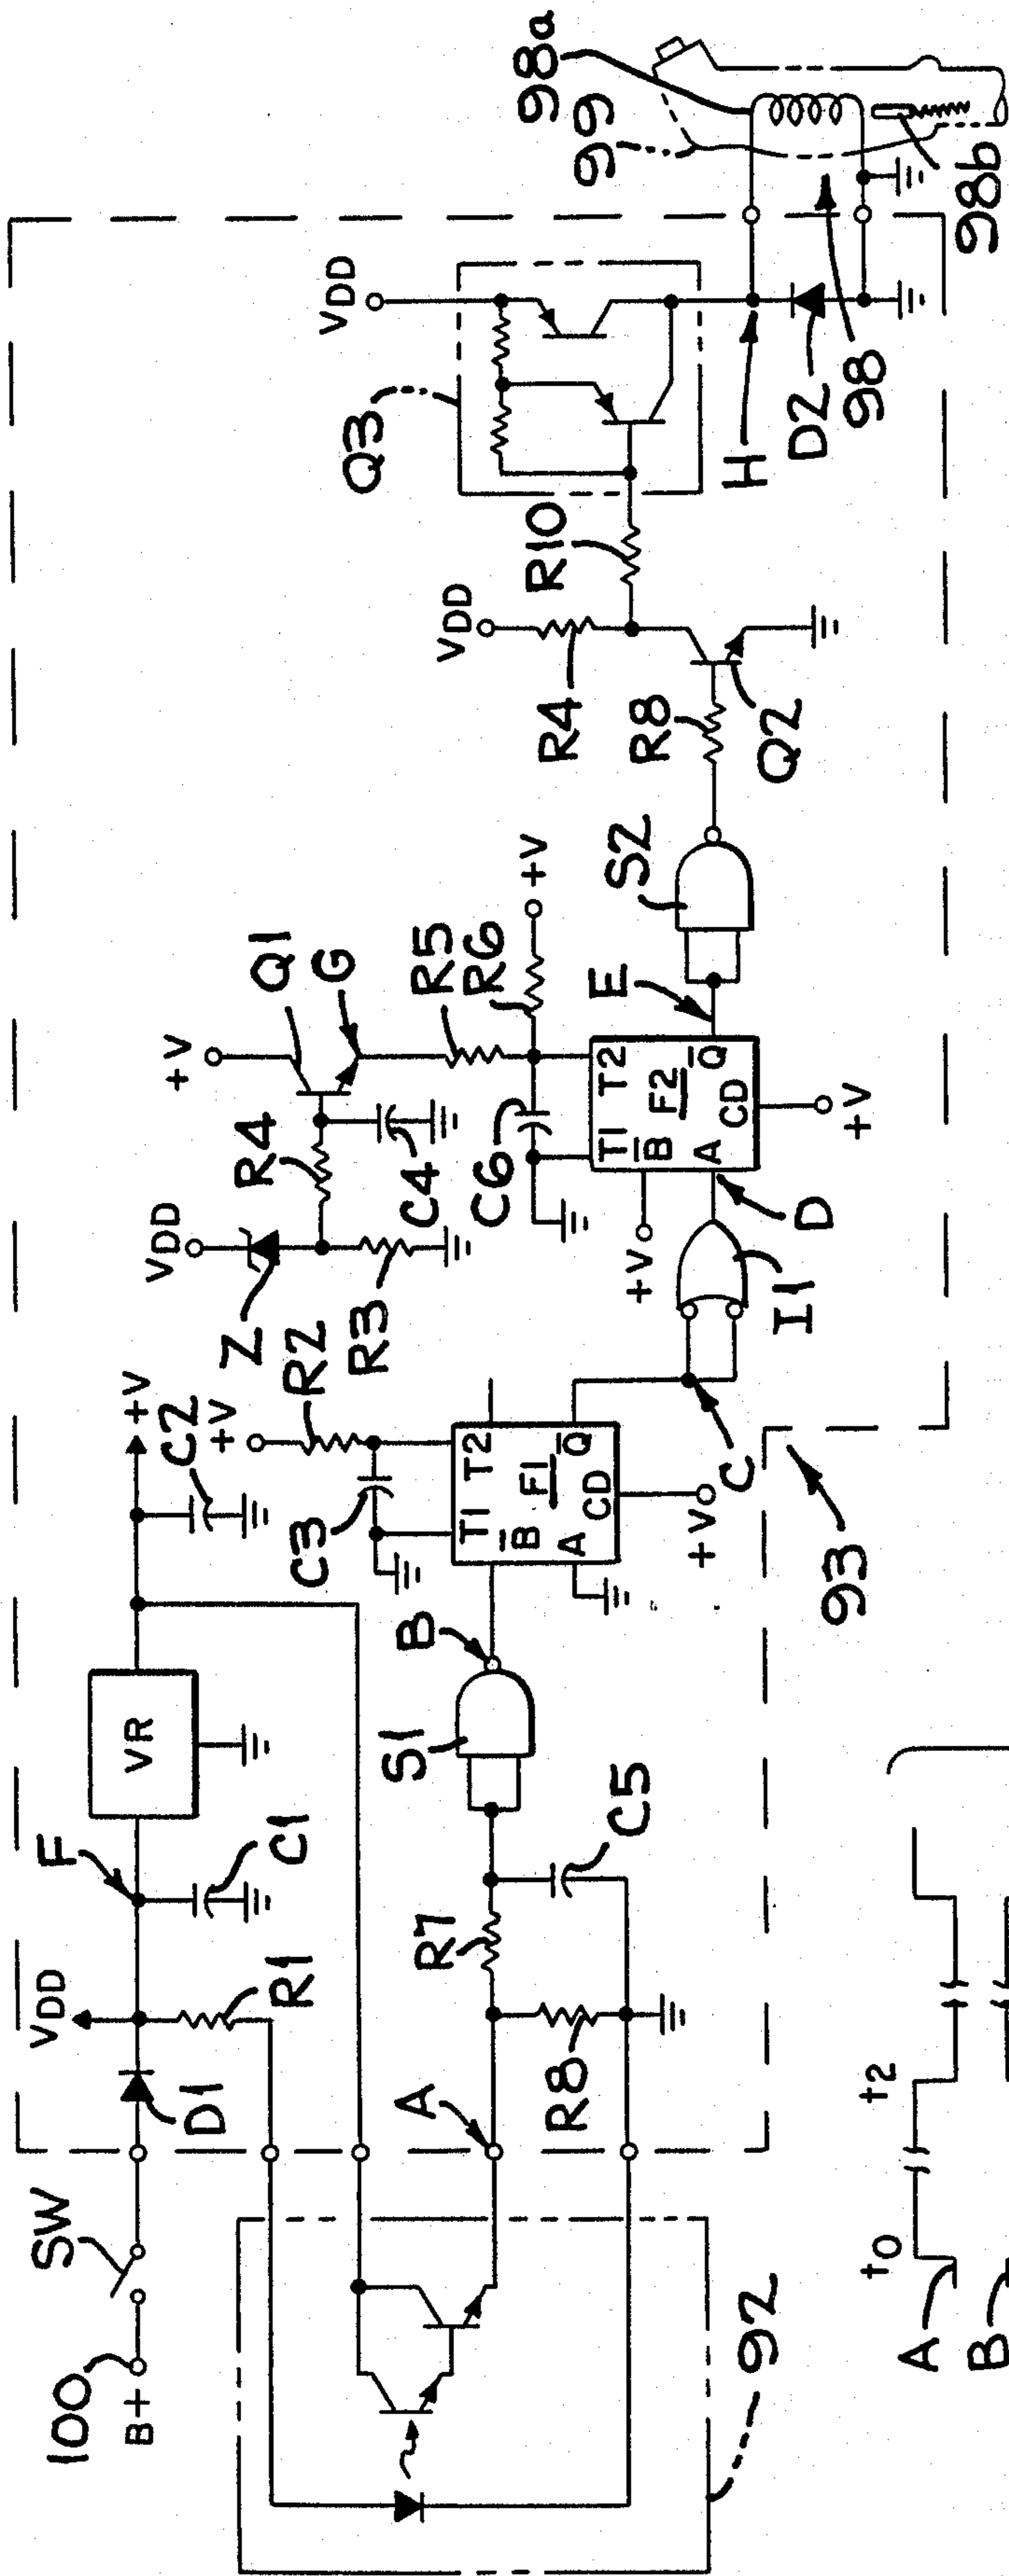 100
B+
SW
D1
VDD
R1
F
C1
VR
C2
+V
92
A
R8
R7
C5
S1
B
C3
+V
R2
T1
T2
B
F1
A
CD
Q
+V
C
93
I1
D
VDD
Z
R3
R4
C4
+V
Q1
G
R5
R6
+V
C6
+V
T1
T2
B
F2
A
CD
Q
+V
E
S2
R8
Q2
VDD
R4
R10
Q3
VDD
H
D2
98
98a
99
98b
A
B
t0
t2